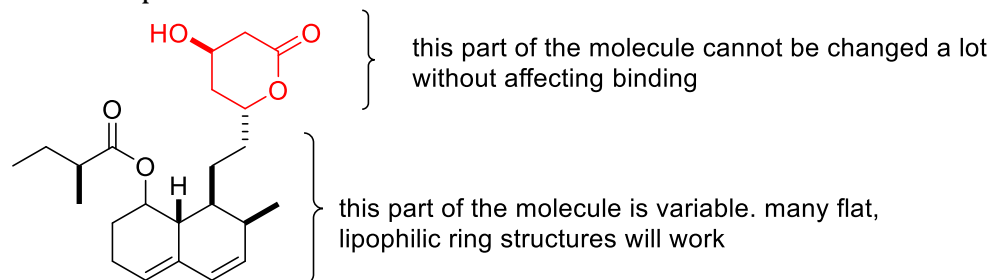 HO
O
O
this part of the molecule cannot be changed a lot
without affecting binding
O
O
H
this part of the molecule is variable. many flat,
lipophilic ring structures will work